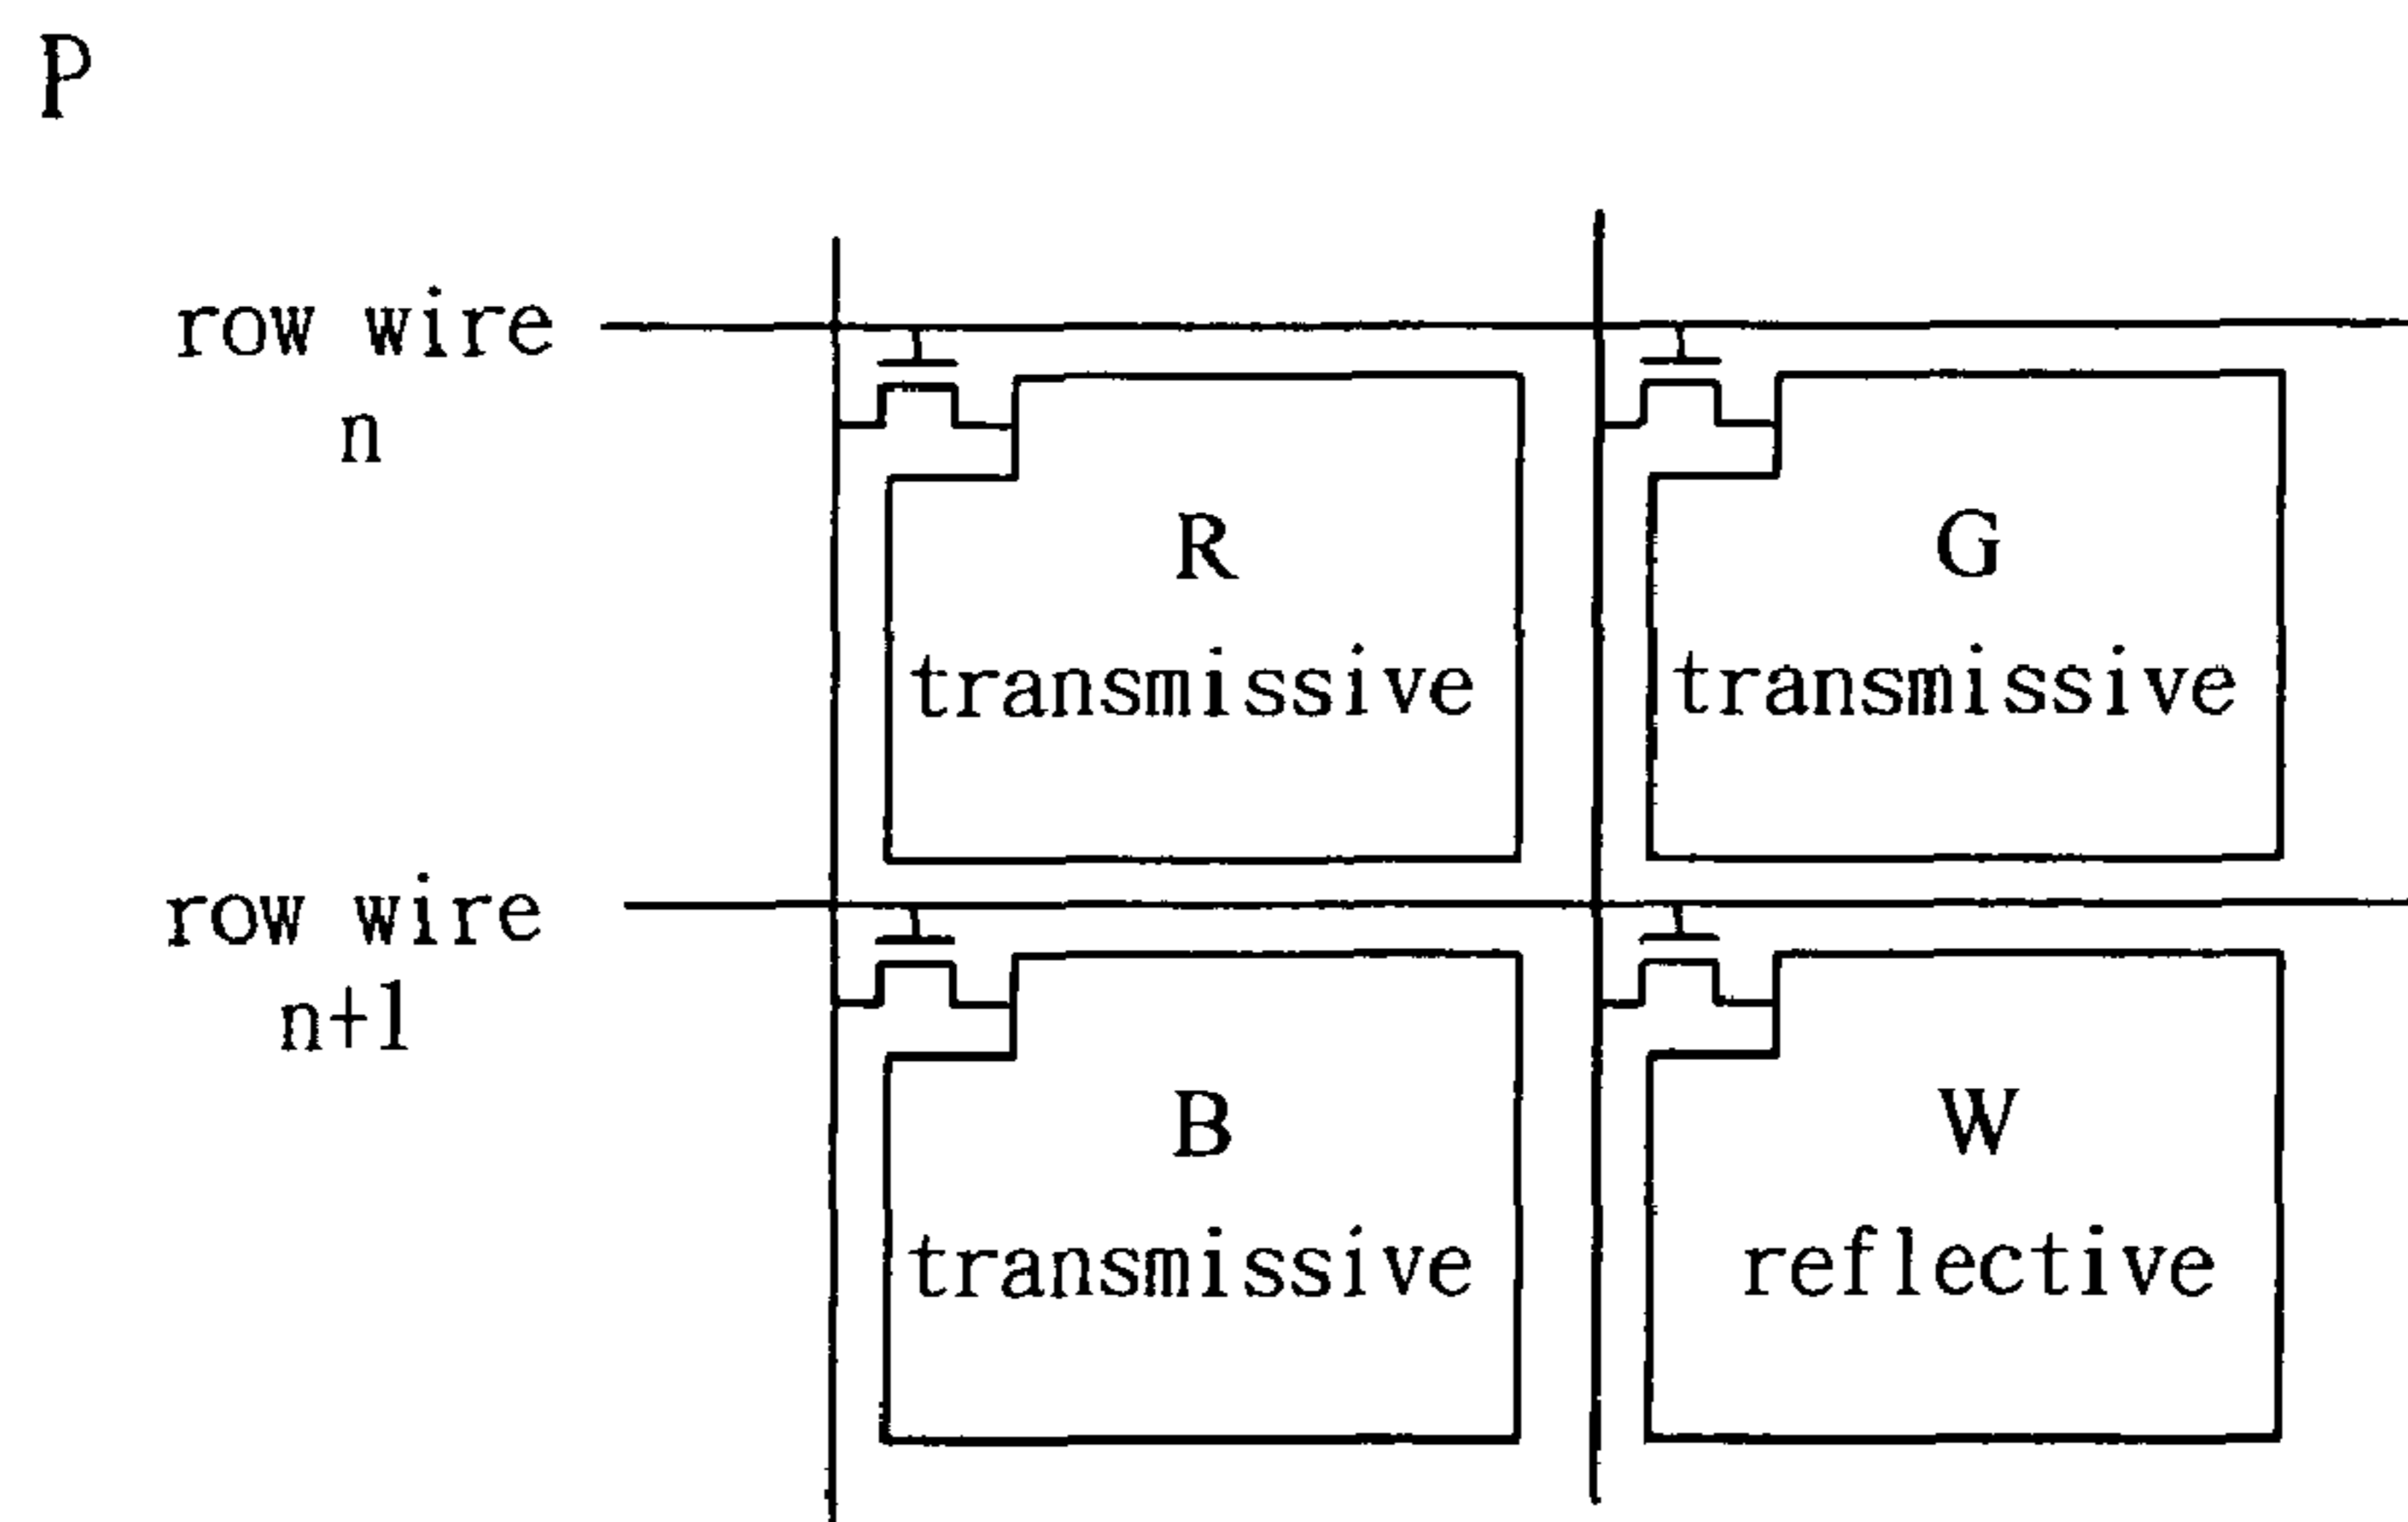 P
row wire
n
R
transmissive
G
transmissive
row wire
n+1
B
transmissive
W
reflective